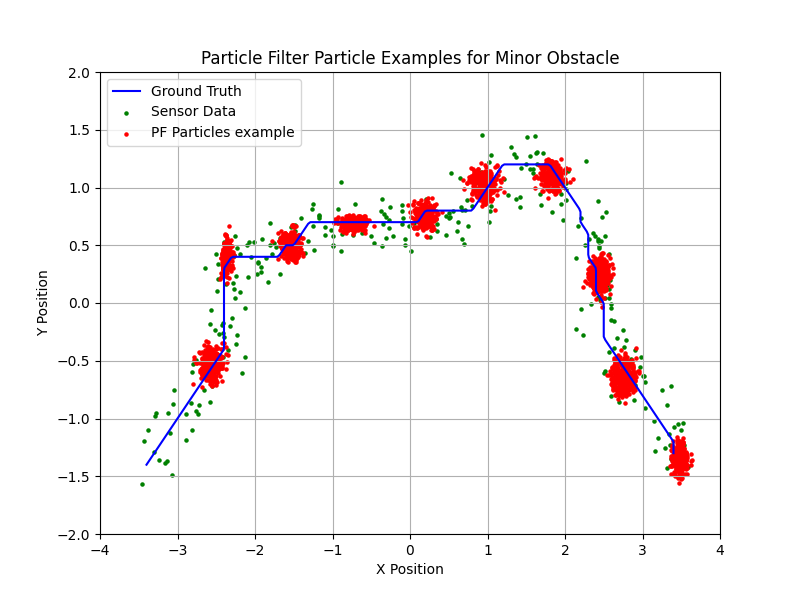 Particle Filter Particle Examples for Minor Obstacle
Ground Truth
Sensor Data
PF Particles example
2.0
1.5
1.0
0.5
0.0
−0.5
−1.0
−1.5
−2.0
Y Position
−4 −3 −2 −1 0 1 2 3 4
X Position